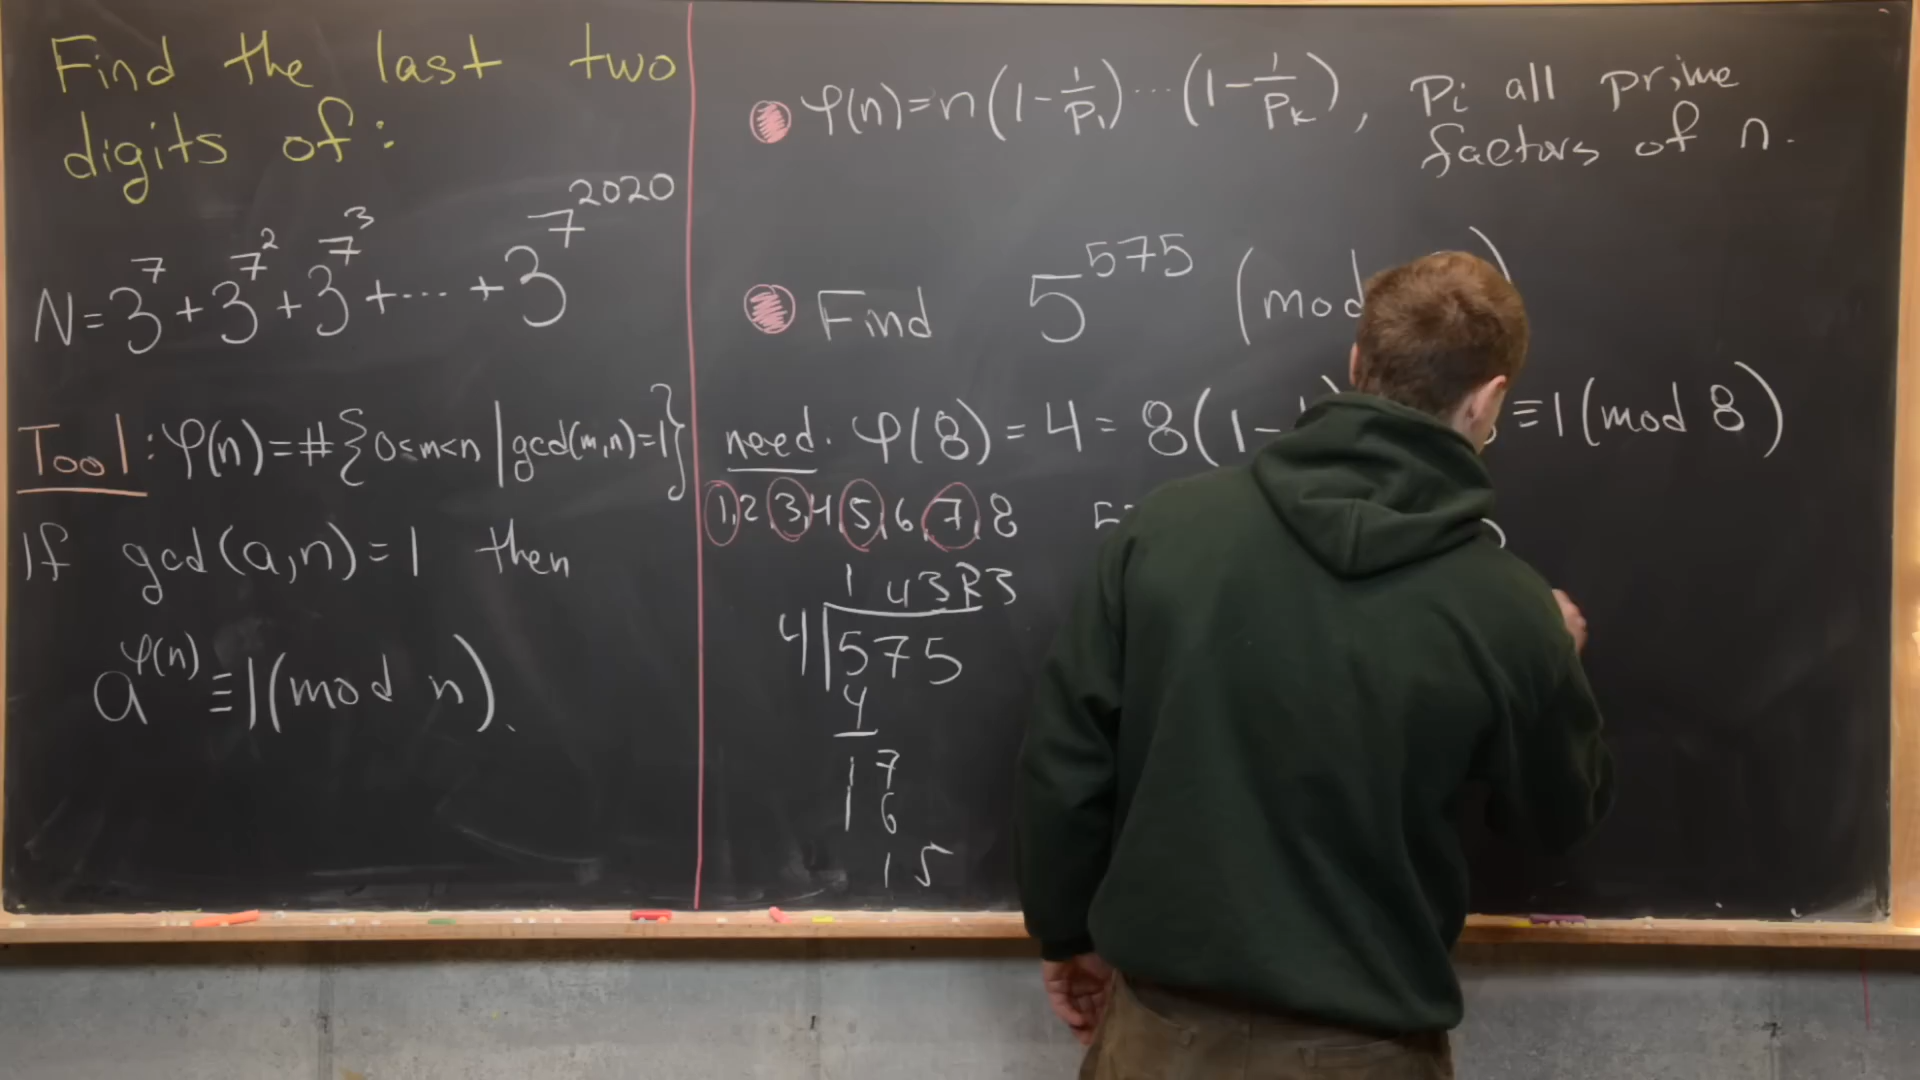 Find the last two
digits of:
N = 3^7 + 3^{7^2} + 3^{7^3} + ... + 3^{7^{2020}}
Tool: φ(n) = #{0≤m<n | gcd(m,n)=1}
If gcd(a,n)=1 then
a^{φ(n)} ≡ 1 (mod n).
φ(n) = n(1-1/p₁)···(1-1/pₖ), pᵢ all prime
factors of n.
Find 5^{575} (mod
need: φ(8) = 4 = 8(1- ≡ 1 (mod 8)
1,2,3,4,5,6,7,8
143R3
4 575
4
17
16
15